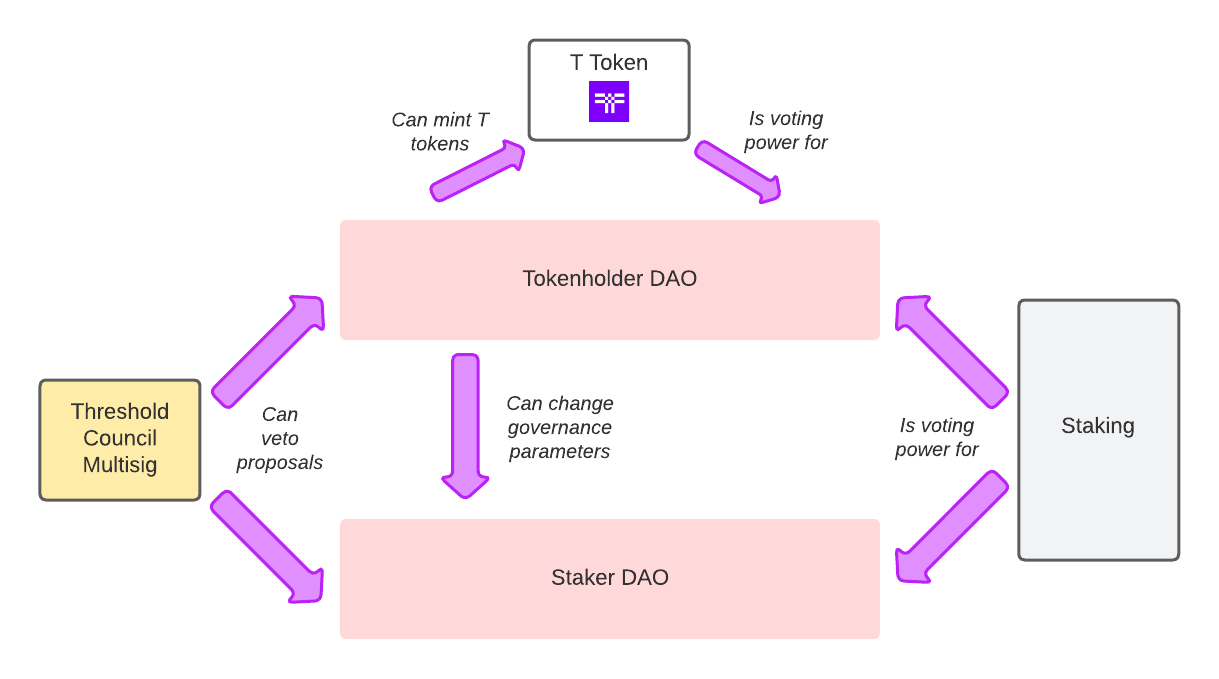 T Token
Can mint T
tokens
Is voting
power for
Tokenholder DAO
Threshold
Council
Multisig
Can
veto
proposals
Can change
governance
parameters
Is voting
power for
Staking
Staker DAO